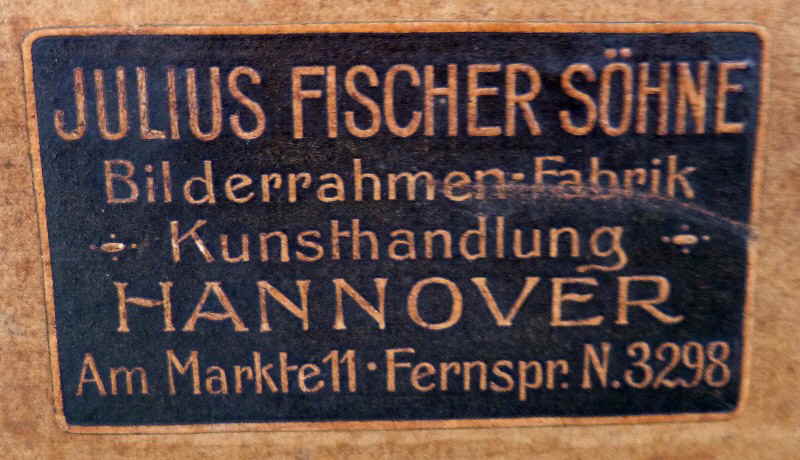 JULIUS FISCHER SÖHNE
Bilderrahmen-Fabrik
Kunsthandlung
HANNOVER
Am Markte 11 · Fernspr. N. 3298